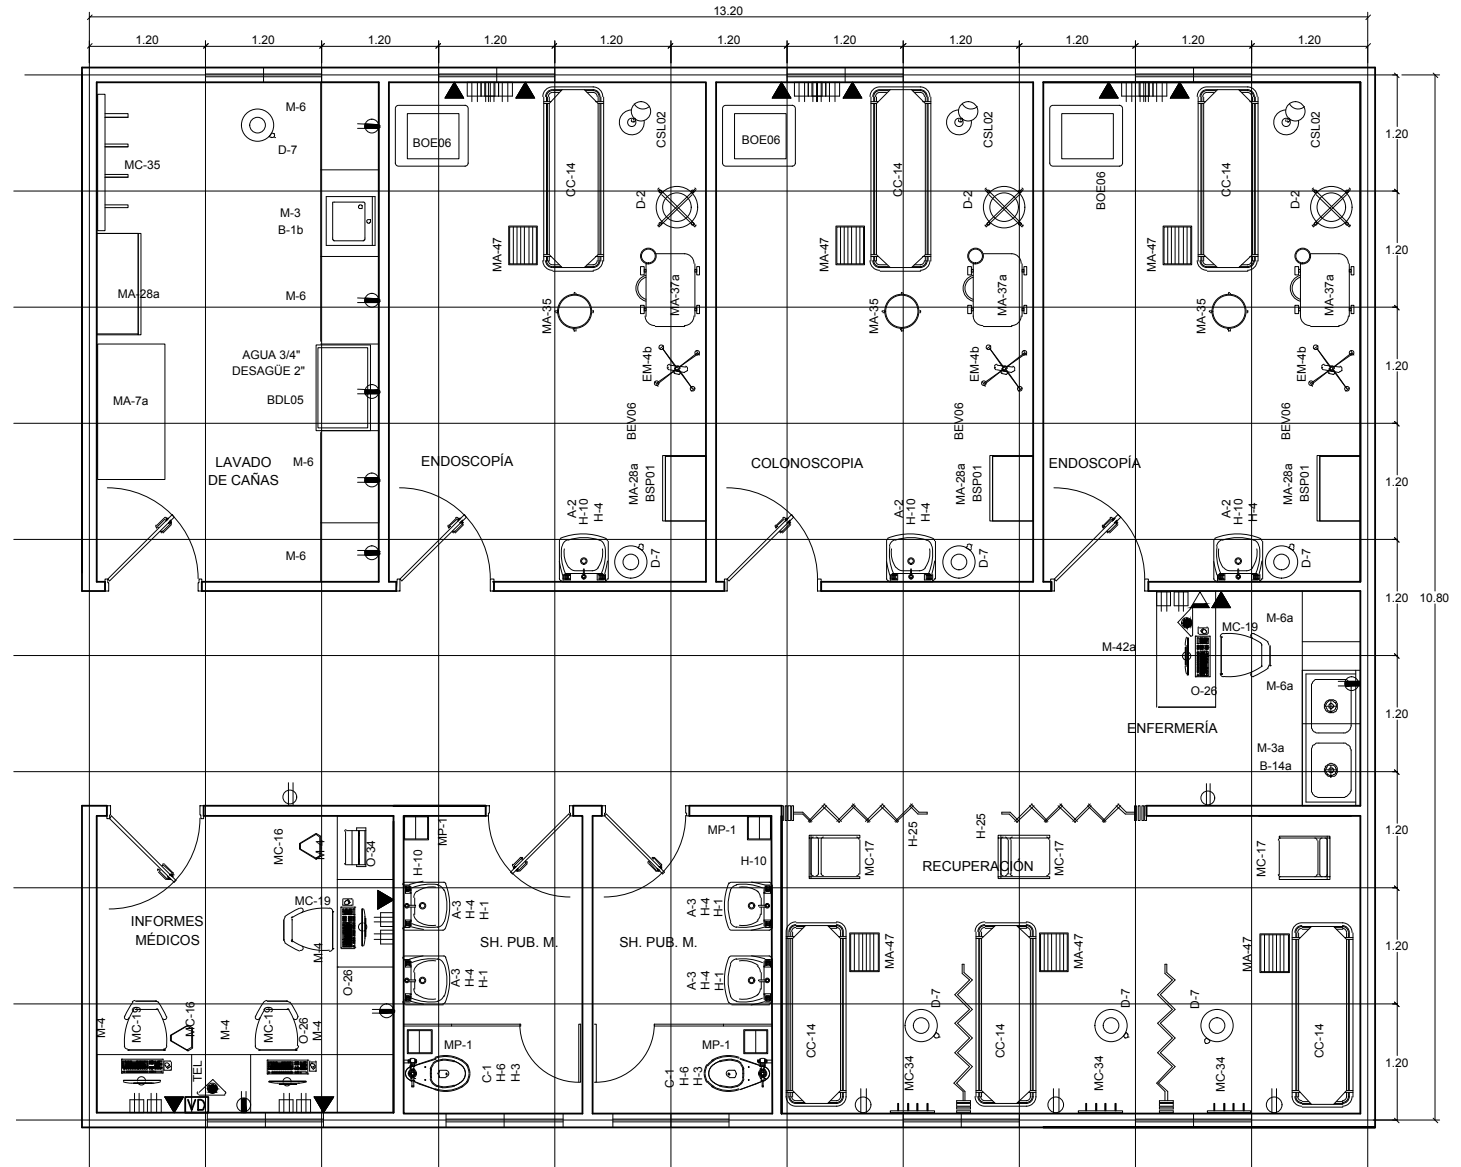 13.20
1.20 1.20 1.20 1.20 1.20 1.20 1.20 1.20 1.20 1.20 1.20
M-6
D-7
MC-35
M-3
B-1b
MA-28a
M-6
AGUA 3/4"
DESAGÜE 2"
BDL05
MA-7a
LAVADO
DE CAÑAS
M-6
M-6
BOE06
CC-14
CSL02
D-2
MA-47
MA-35
MA-37a
EM-4b
BEV06
ENDOSCOPÍA
MA-28a
BSP01
A-2
H-10
H-4
D-7
BOE06
CC-14
CSL02
D-2
MA-47
MA-35
MA-37a
EM-4b
BEV06
COLONOSCOPIA
MA-28a
BSP01
A-2
H-10
H-4
D-7
BOE06
CC-14
CSL02
D-2
MA-47
MA-35
MA-37a
EM-4b
BEV06
ENDOSCOPÍA
MA-28a
BSP01
A-2
H-10
H-4
D-7
1.20
1.20
1.20
1.20
1.20
10.80
1.20
1.20
1.20
1.20
M-6a
MC-19
M-42a
M-6a
O-26
ENFERMERÍA
M-3a
B-14a
MC-16
M-4
O-34
MC-19
INFORMES
MÉDICOS
M-4
O-26
M-4
MC-19
MC-16
M-4
MC-19
O-26
M-4
TEL
VD
MP-1
H-10
A-3
H-4
H-1
SH. PUB. M.
A-3
H-4
H-1
MP-1
C-1
H-6
H-3
MP-1
H-10
A-3
H-4
H-1
SH. PUB. M.
A-3
H-4
H-1
MP-1
C-1
H-6
H-3
H-25
H-25
MC-17
RECUPERACIÓN
MC-17
MC-17
MA-47
MA-47
MA-47
D-7
D-7
D-7
CC-14
CC-14
CC-14
MC-34
MC-34
MC-34